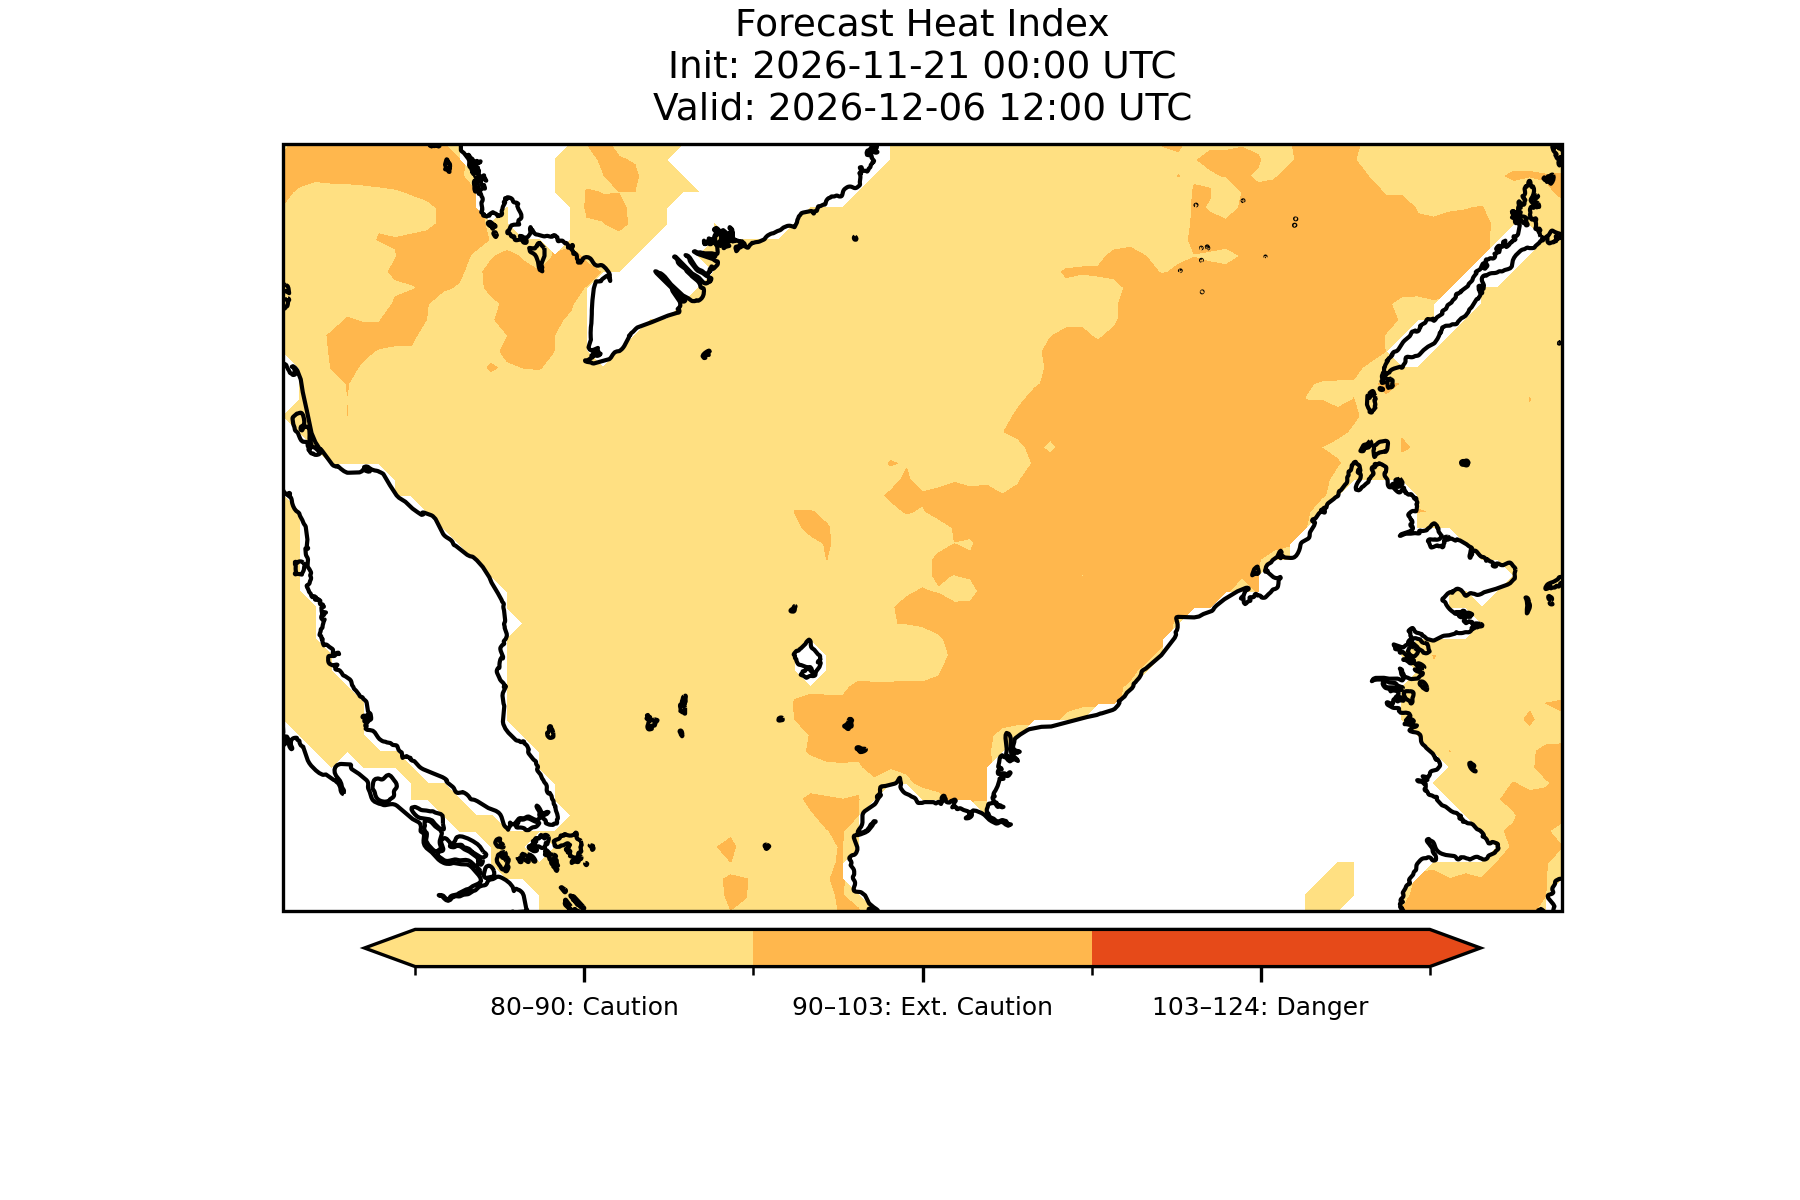 Forecast Heat Index
Init: 2026-11-21 00:00 UTC
Valid: 2026-12-06 12:00 UTC
80–90: Caution
90–103: Ext. Caution
103–124: Danger